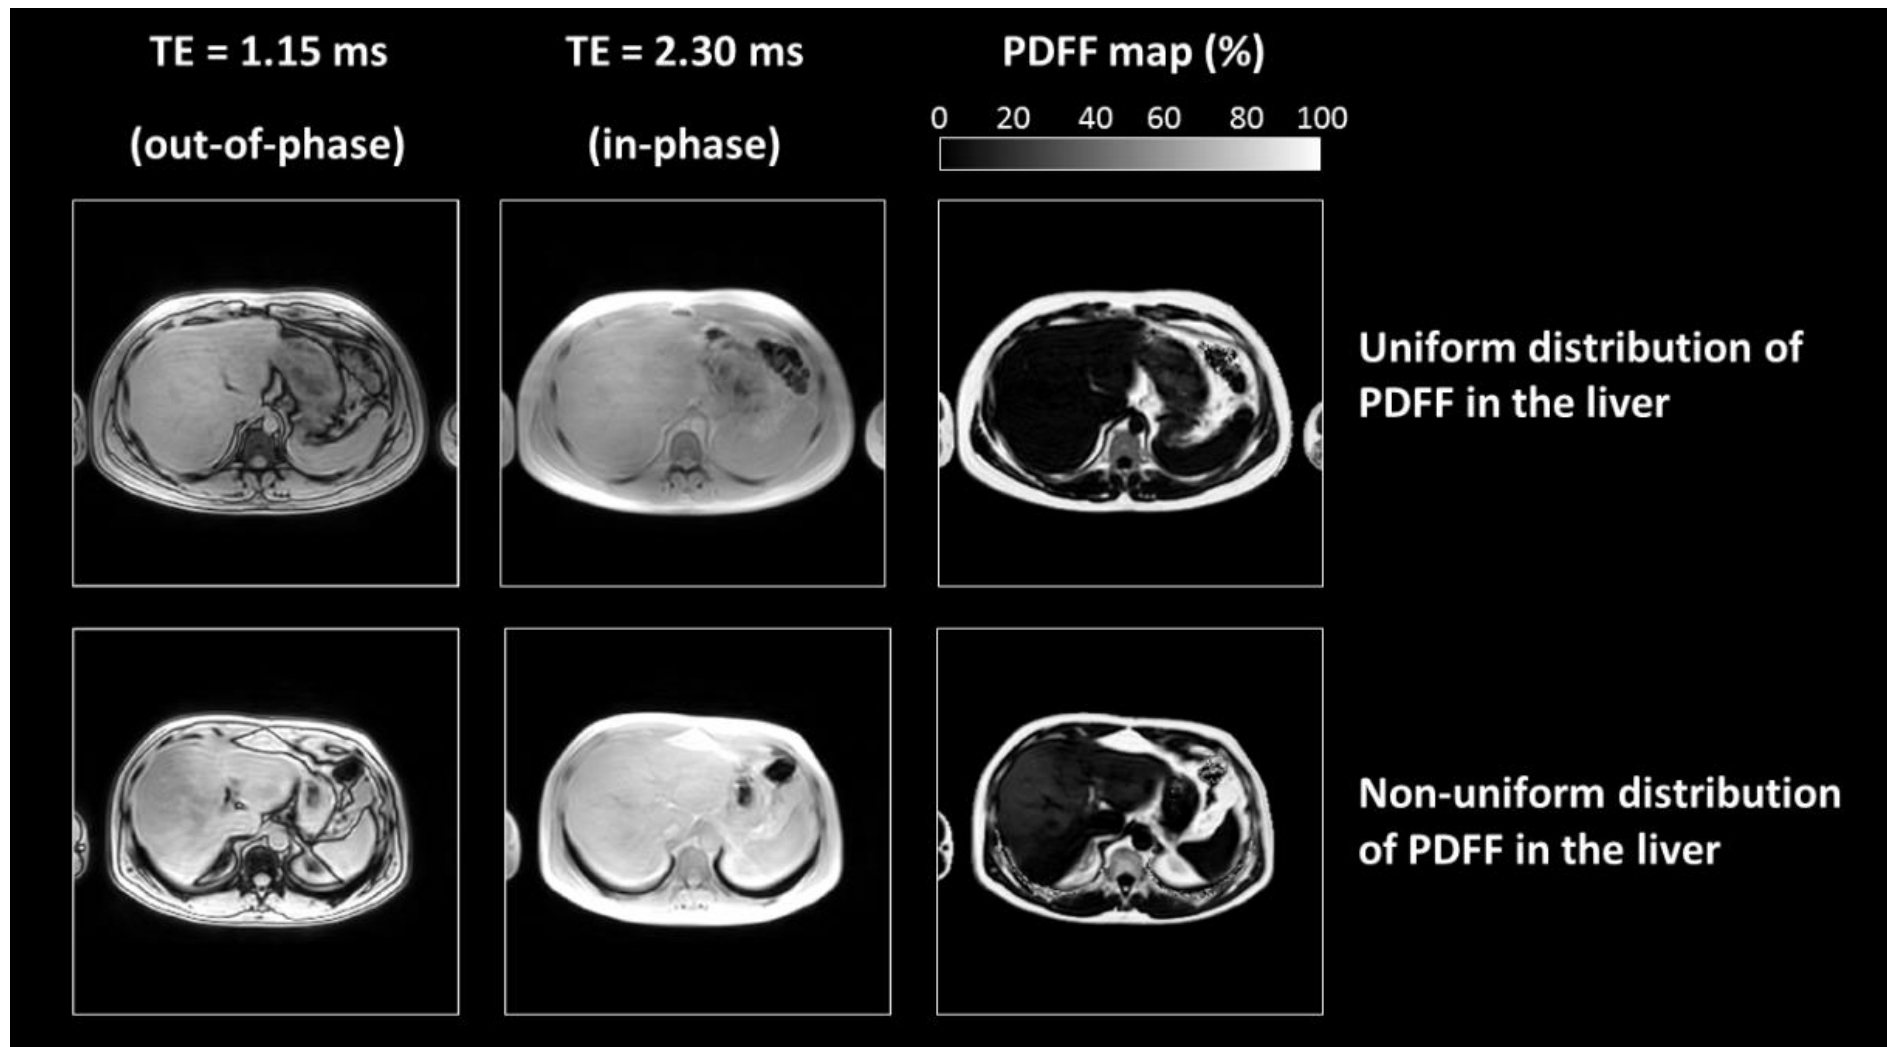 TE = 1.15 ms
(out-of-phase)
TE = 2.30 ms
(in-phase)
PDFF map (%)
0 20 40 60 80 100
Uniform distribution of
PDFF in the liver
Non-uniform distribution
of PDFF in the liver